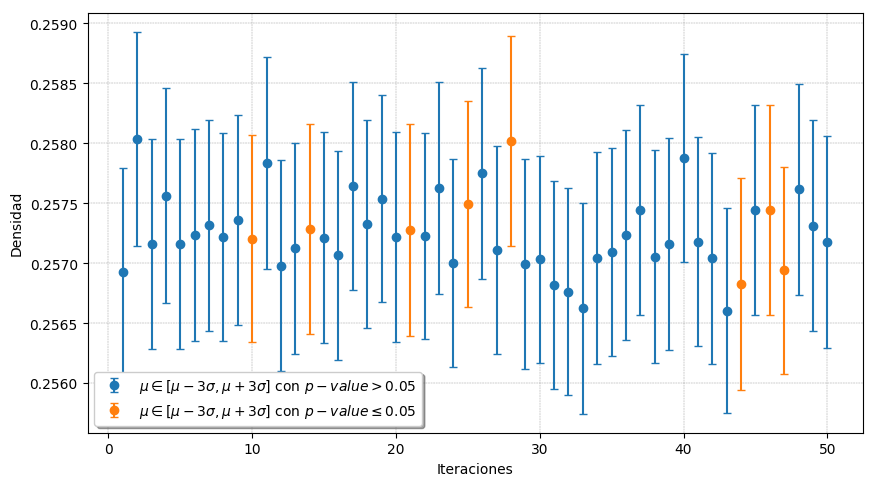 0.2590
0.2585
0.2580
0.2575
0.2570
0.2565
0.2560
Densidad
μ ∈ [μ − 3σ, μ + 3σ] con p − value > 0.05
μ ∈ [μ − 3σ, μ + 3σ] con p − value ≤ 0.05
0 10 20 30 40 50
Iteraciones